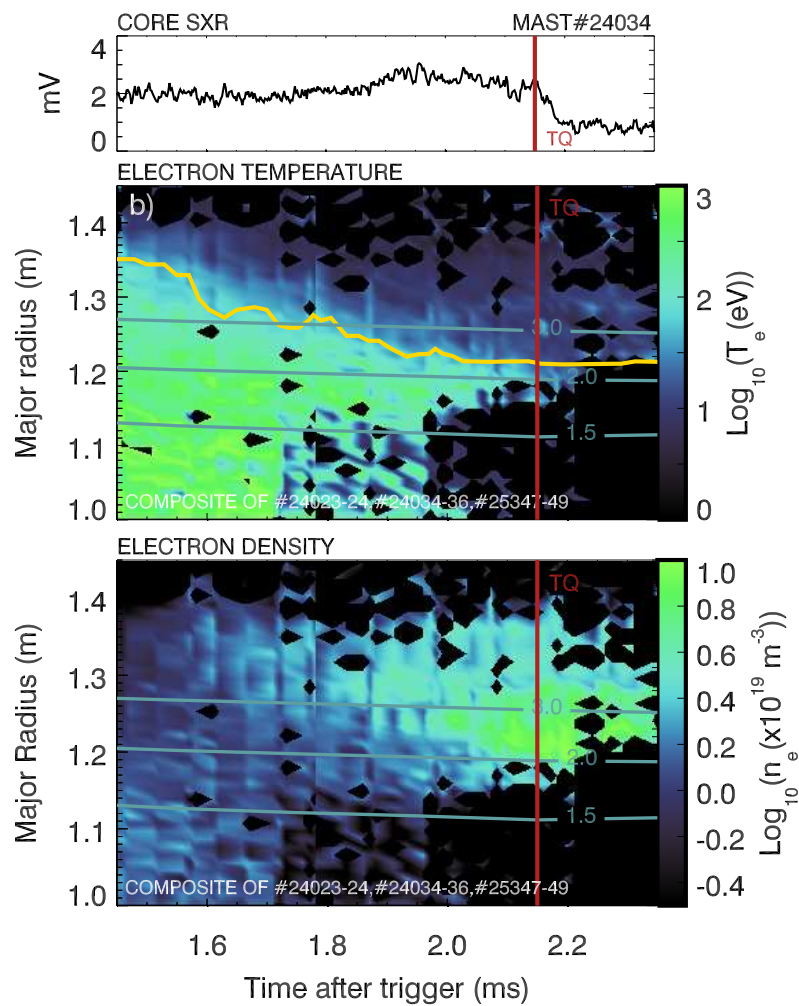 CORE SXR MAST#24034
4
2
0
mV
TQ
ELECTRON TEMPERATURE
b)
TQ
1.4
1.3
1.2
1.1
1.0
Major radius (m)
3.0
2.0
1.5
COMPOSITE OF #24023-24,#24034-36,#25347-49
3
2
1
0
Log10(Te(eV))
ELECTRON DENSITY
TQ
1.4
1.3
1.2
1.1
1.0
Major Radius (m)
3.0
2.0
1.5
COMPOSITE OF #24023-24,#24034-36,#25347-49
1.0
0.8
0.6
0.4
0.2
0.0
-0.2
-0.4
Log10(ne (x10^19 m^-3)
1.6 1.8 2.0 2.2
Time after trigger (ms)